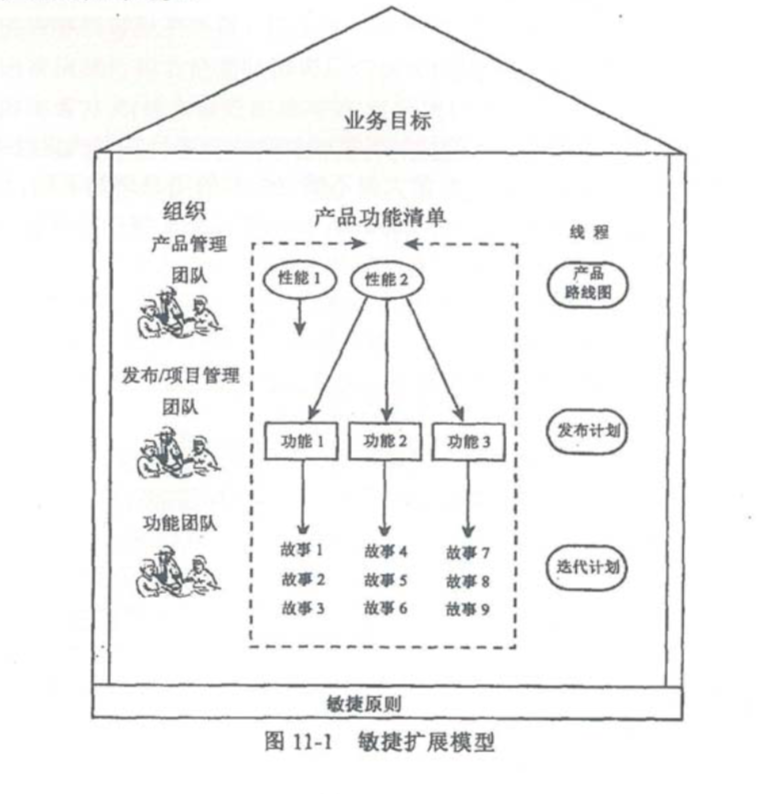 业务目标
组织
产品功能清单
线 程
产品管理
团队
性能 1
性能 2
产品
路线图
发布/项目管理
团队
功能 1
功能 2
功能 3
发布计划
功能团队
故事 1
故事 4
故事 7
迭代计划
故事 2
故事 5
故事 8
故事 3
故事 6
故事 9
敏捷原则
图 11-1 敏捷扩展模型